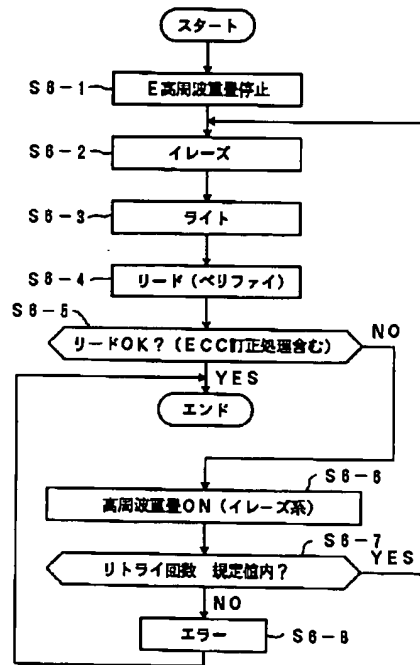 スタート
S6-1
E高周波重畳停止
S6-2
イレーズ
S6-3
ライト
S6-4
リード(ベリファイ)
S6-5
リードOK?(ECC訂正処理含む)
NO
YES
エンド
S6-6
高周波重畳ON(イレーズ系)
S6-7
リトライ回数 規定値内?
YES
NO
エラー
S6-8